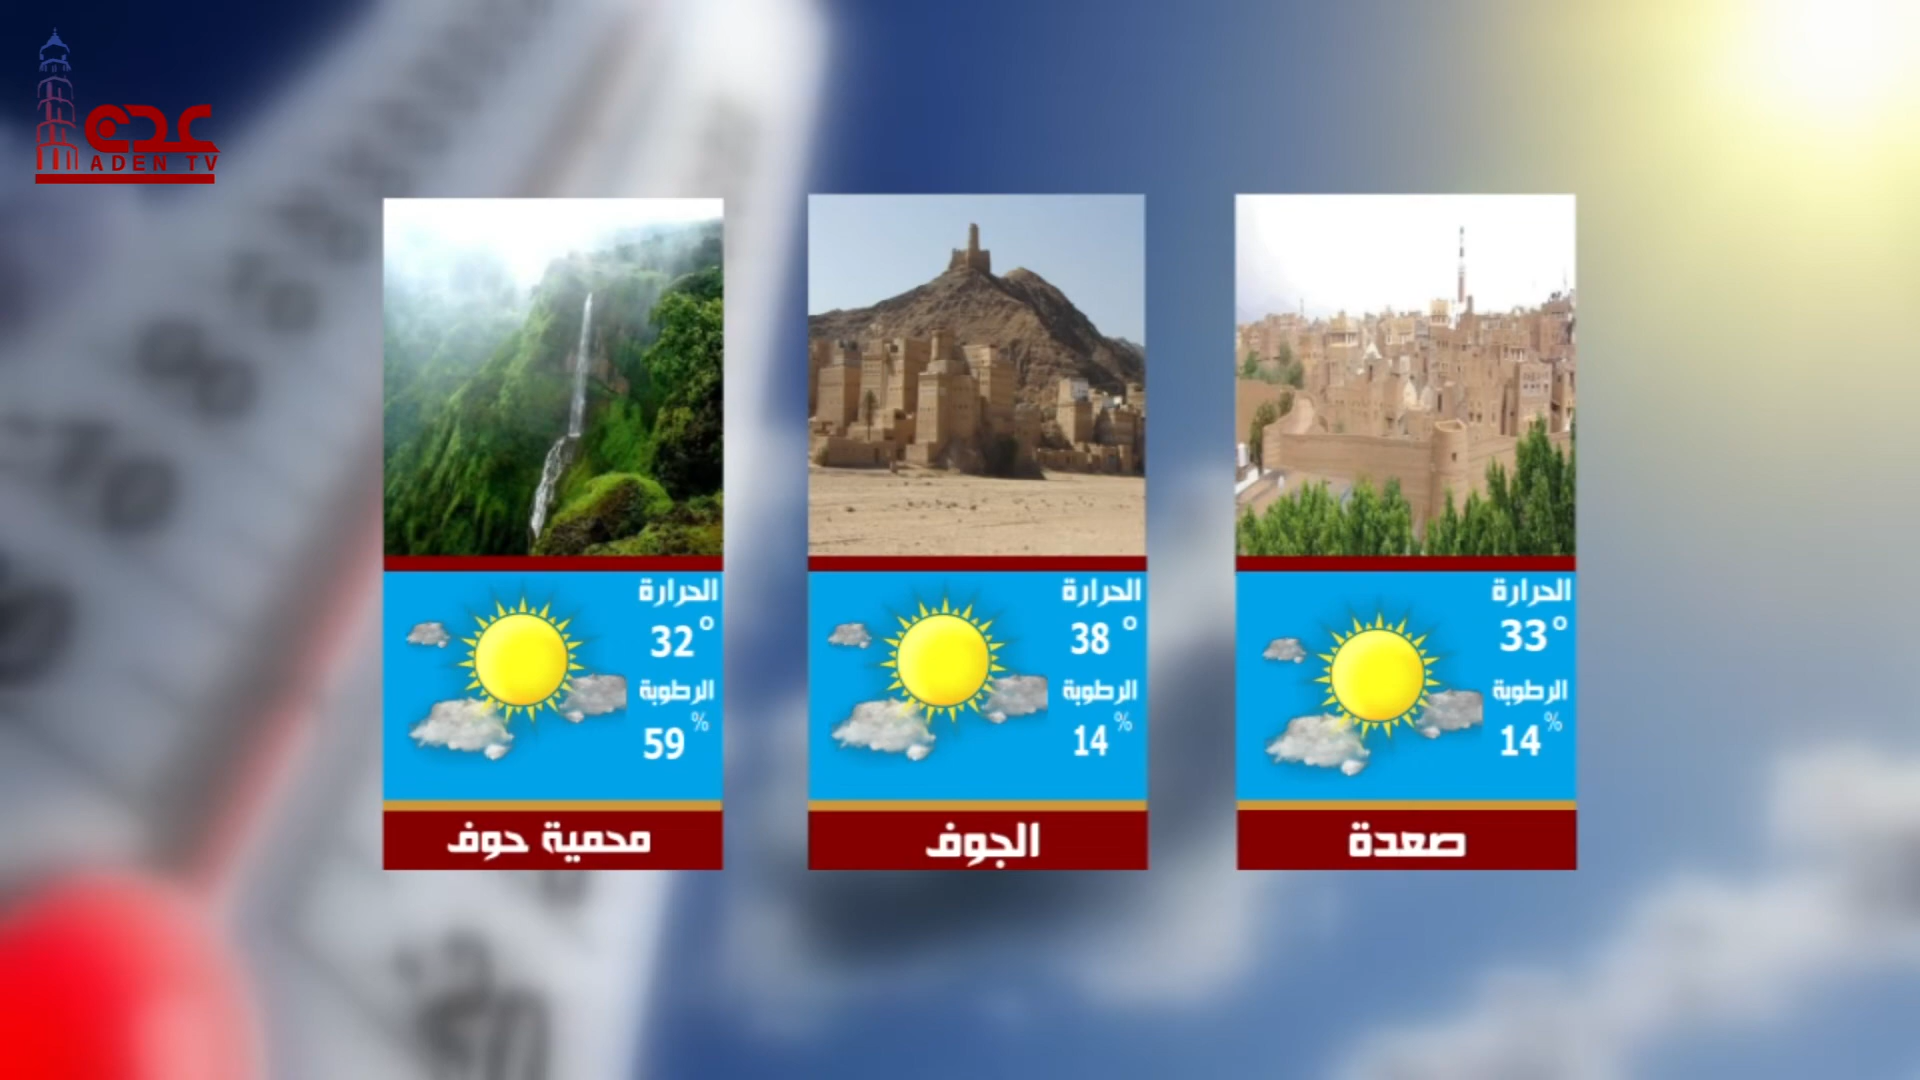 عدن
ADEN TV
الحرارة
33°
الرطوبة
14%
صعدة
الحرارة
38°
الرطوبة
14%
الجوف
الحرارة
32°
الرطوبة
59%
محمية حوف